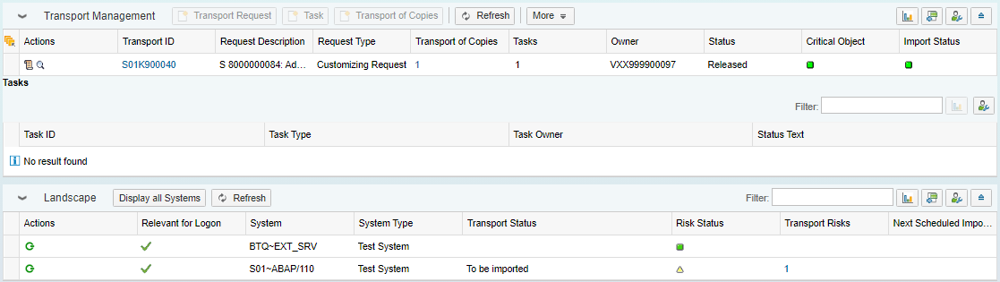 Transport Management Transport Request Task Transport of Copies Refresh More
Actions Transport ID Request Description Request Type Transport of Copies Tasks Owner Status Critical Object Import Status
S01K900040 S 8000000084: Ad... Customizing Request 1 1 VXX999900097 Released
Tasks
Filter:
Task ID Task Type Task Owner Status Text
No result found
Landscape Display all Systems Refresh Filter:
Actions Relevant for Logon System System Type Transport Status Risk Status Transport Risks Next Scheduled Impo...
BTQ~EXT_SRV Test System
S01~ABAP/110 Test System To be imported 1